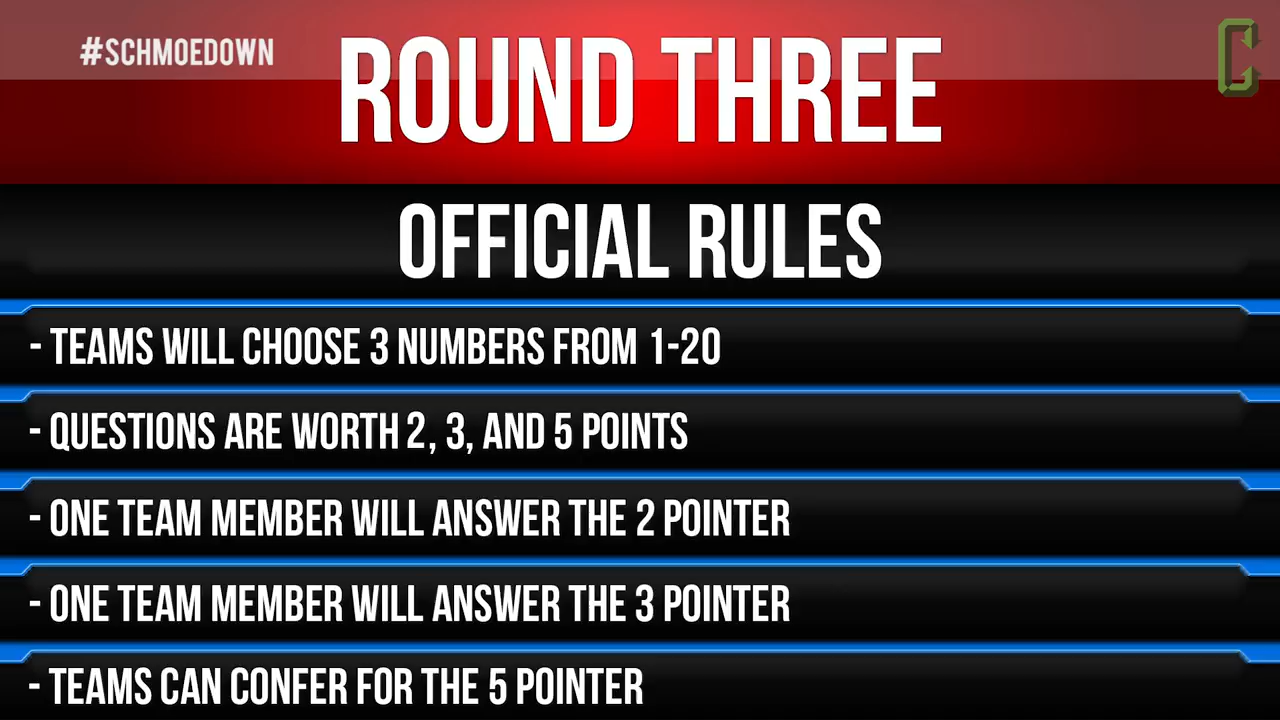 #SCHMOEDOWN
ROUND THREE
OFFICIAL RULES
- TEAMS WILL CHOOSE 3 NUMBERS FROM 1-20
- QUESTIONS ARE WORTH 2, 3, AND 5 POINTS
- ONE TEAM MEMBER WILL ANSWER THE 2 POINTER
- ONE TEAM MEMBER WILL ANSWER THE 3 POINTER
- TEAMS CAN CONFER FOR THE 5 POINTER